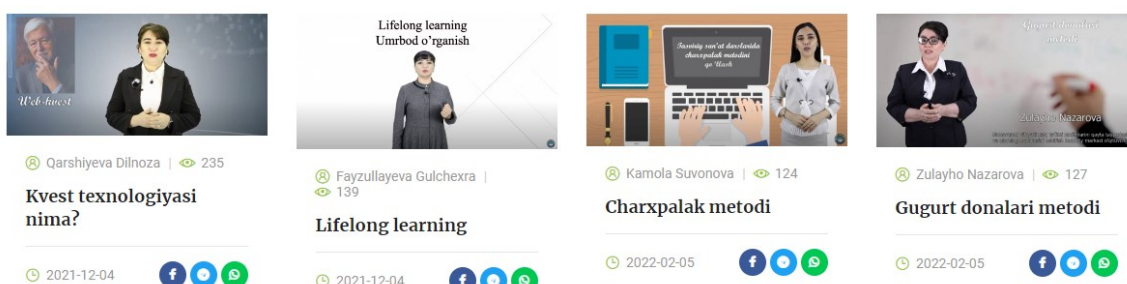 Web-kvest
Qarshiyeva Dilnoza | 235
Kvest texnologiyasi
nima?
2021-12-04
Lifelong learning
Umrbod o'rganish
Fayzullayeva Gulchexra |
139
Lifelong learning
2021-12-04
Tasviriy san'at darslarida
charxpalak metodini
qo'llash
Kamola Suvonova | 124
Charxpalak metodi
2022-02-05
Gugurt donalari
metodi
Zulayho Nazarova
Zulayho Nazarova | 127
Gugurt donalari metodi
2022-02-05